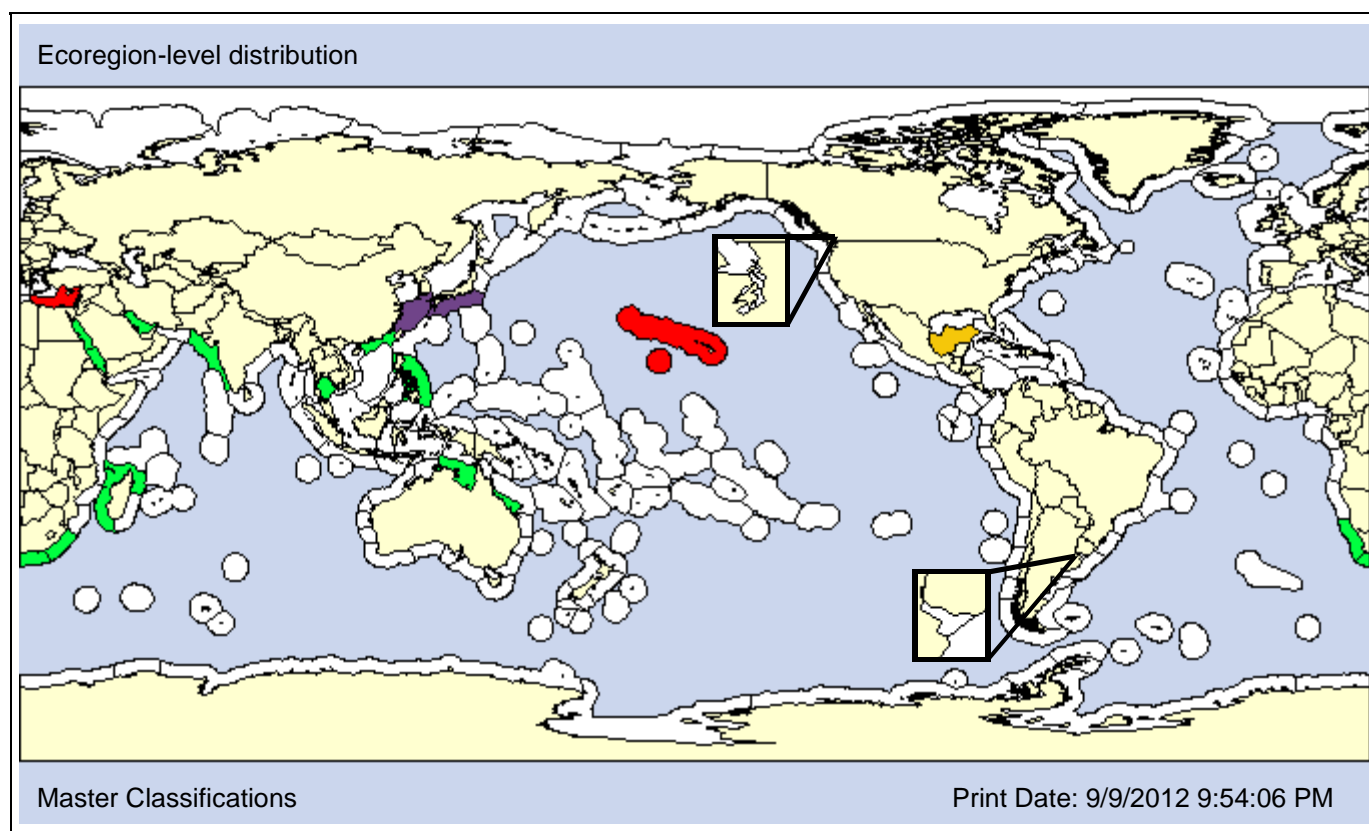 Ecoregion-level distribution
Master Classifications
Print Date: 9/9/2012 9:54:06 PM